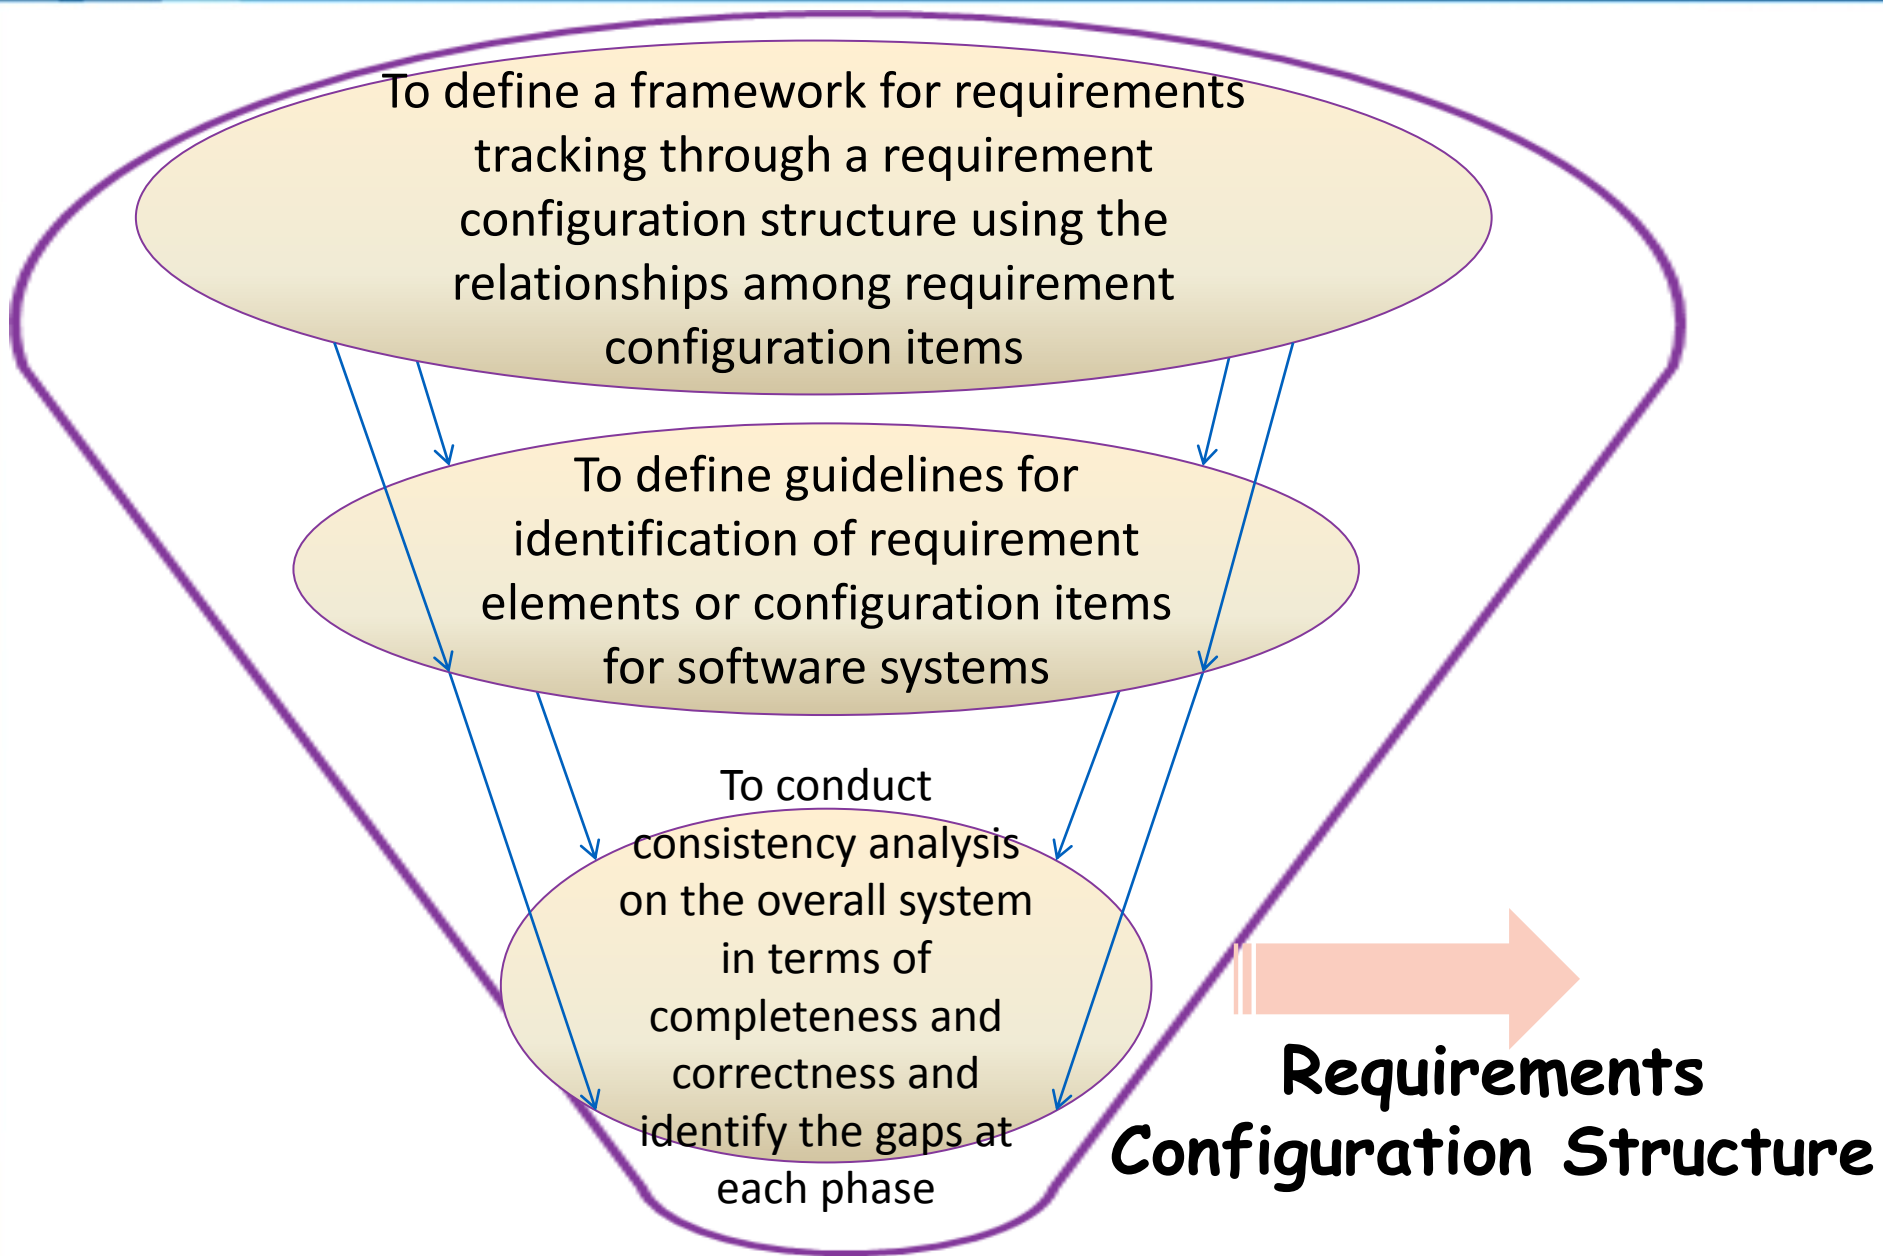 To define a framework for requirements
tracking through a requirement
configuration structure using the
relationships among requirement
configuration items
To define guidelines for
identification of requirement
elements or configuration items
for software systems
To conduct
consistency analysis
on the overall system
in terms of
completeness and
correctness and
identify the gaps at
each phase
Requirements
Configuration Structure